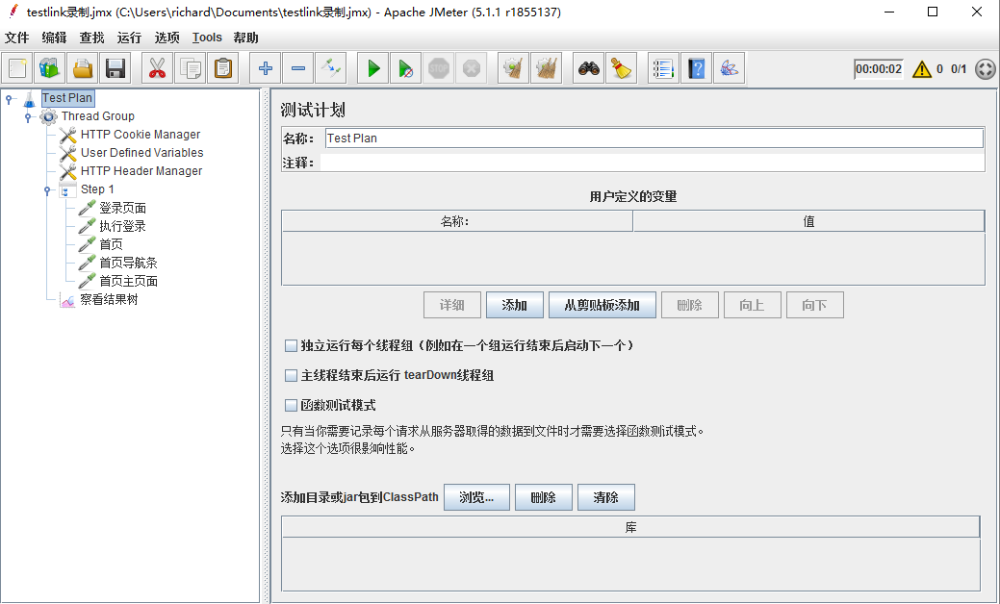 testlink录制.jmx (C:\Users\richard\Documents\testlink录制.jmx) - Apache JMeter (5.1.1 r1855137)
文件 编辑 查找 运行 选项 Tools 帮助
STOP
00:00:02 0 0/1
Test Plan
Thread Group
HTTP Cookie Manager
User Defined Variables
HTTP Header Manager
Step 1
登录页面
执行登录
首页
首页导航条
首页主页面
察看结果树
测试计划
名称： Test Plan
注释：
用户定义的变量
名称： 值
详细 添加 从剪贴板添加 删除 向上 向下
独立运行每个线程组（例如在一个组运行结束后启动下一个）
主线程结束后运行 tearDown线程组
函数测试模式
只有当你需要记录每个请求从服务器取得的数据到文件时才需要选择函数测试模式。
选择这个选项很影响性能。
添加目录或jar包到ClassPath 浏览... 删除 清除
库